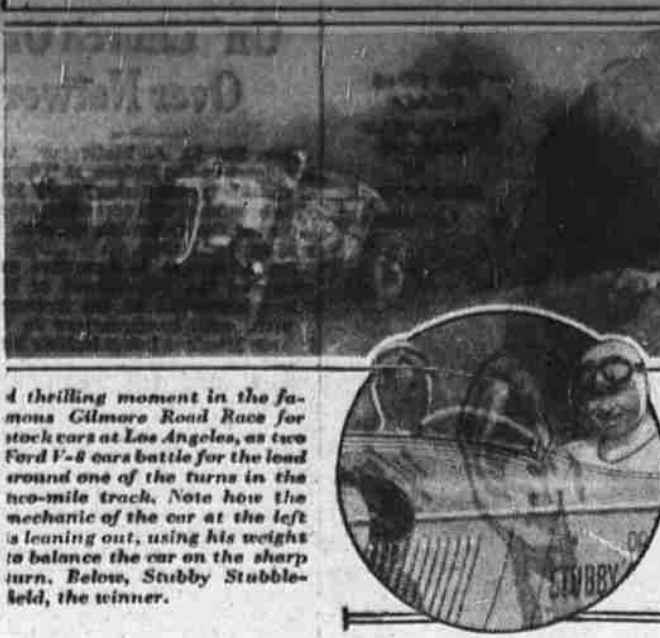 A thrilling moment in the fa-
mous Gilmore Road Race for
stock cars at Los Angeles, as two
Ford V-8 cars battle for the lead
around one of the turns in the
two-mile track. Note how the
mechanic of the car at the left
is leaning out, using his weight
to balance the car on the sharp
turn. Below, Stubby Stubble-
field, the winner.
STUBBY